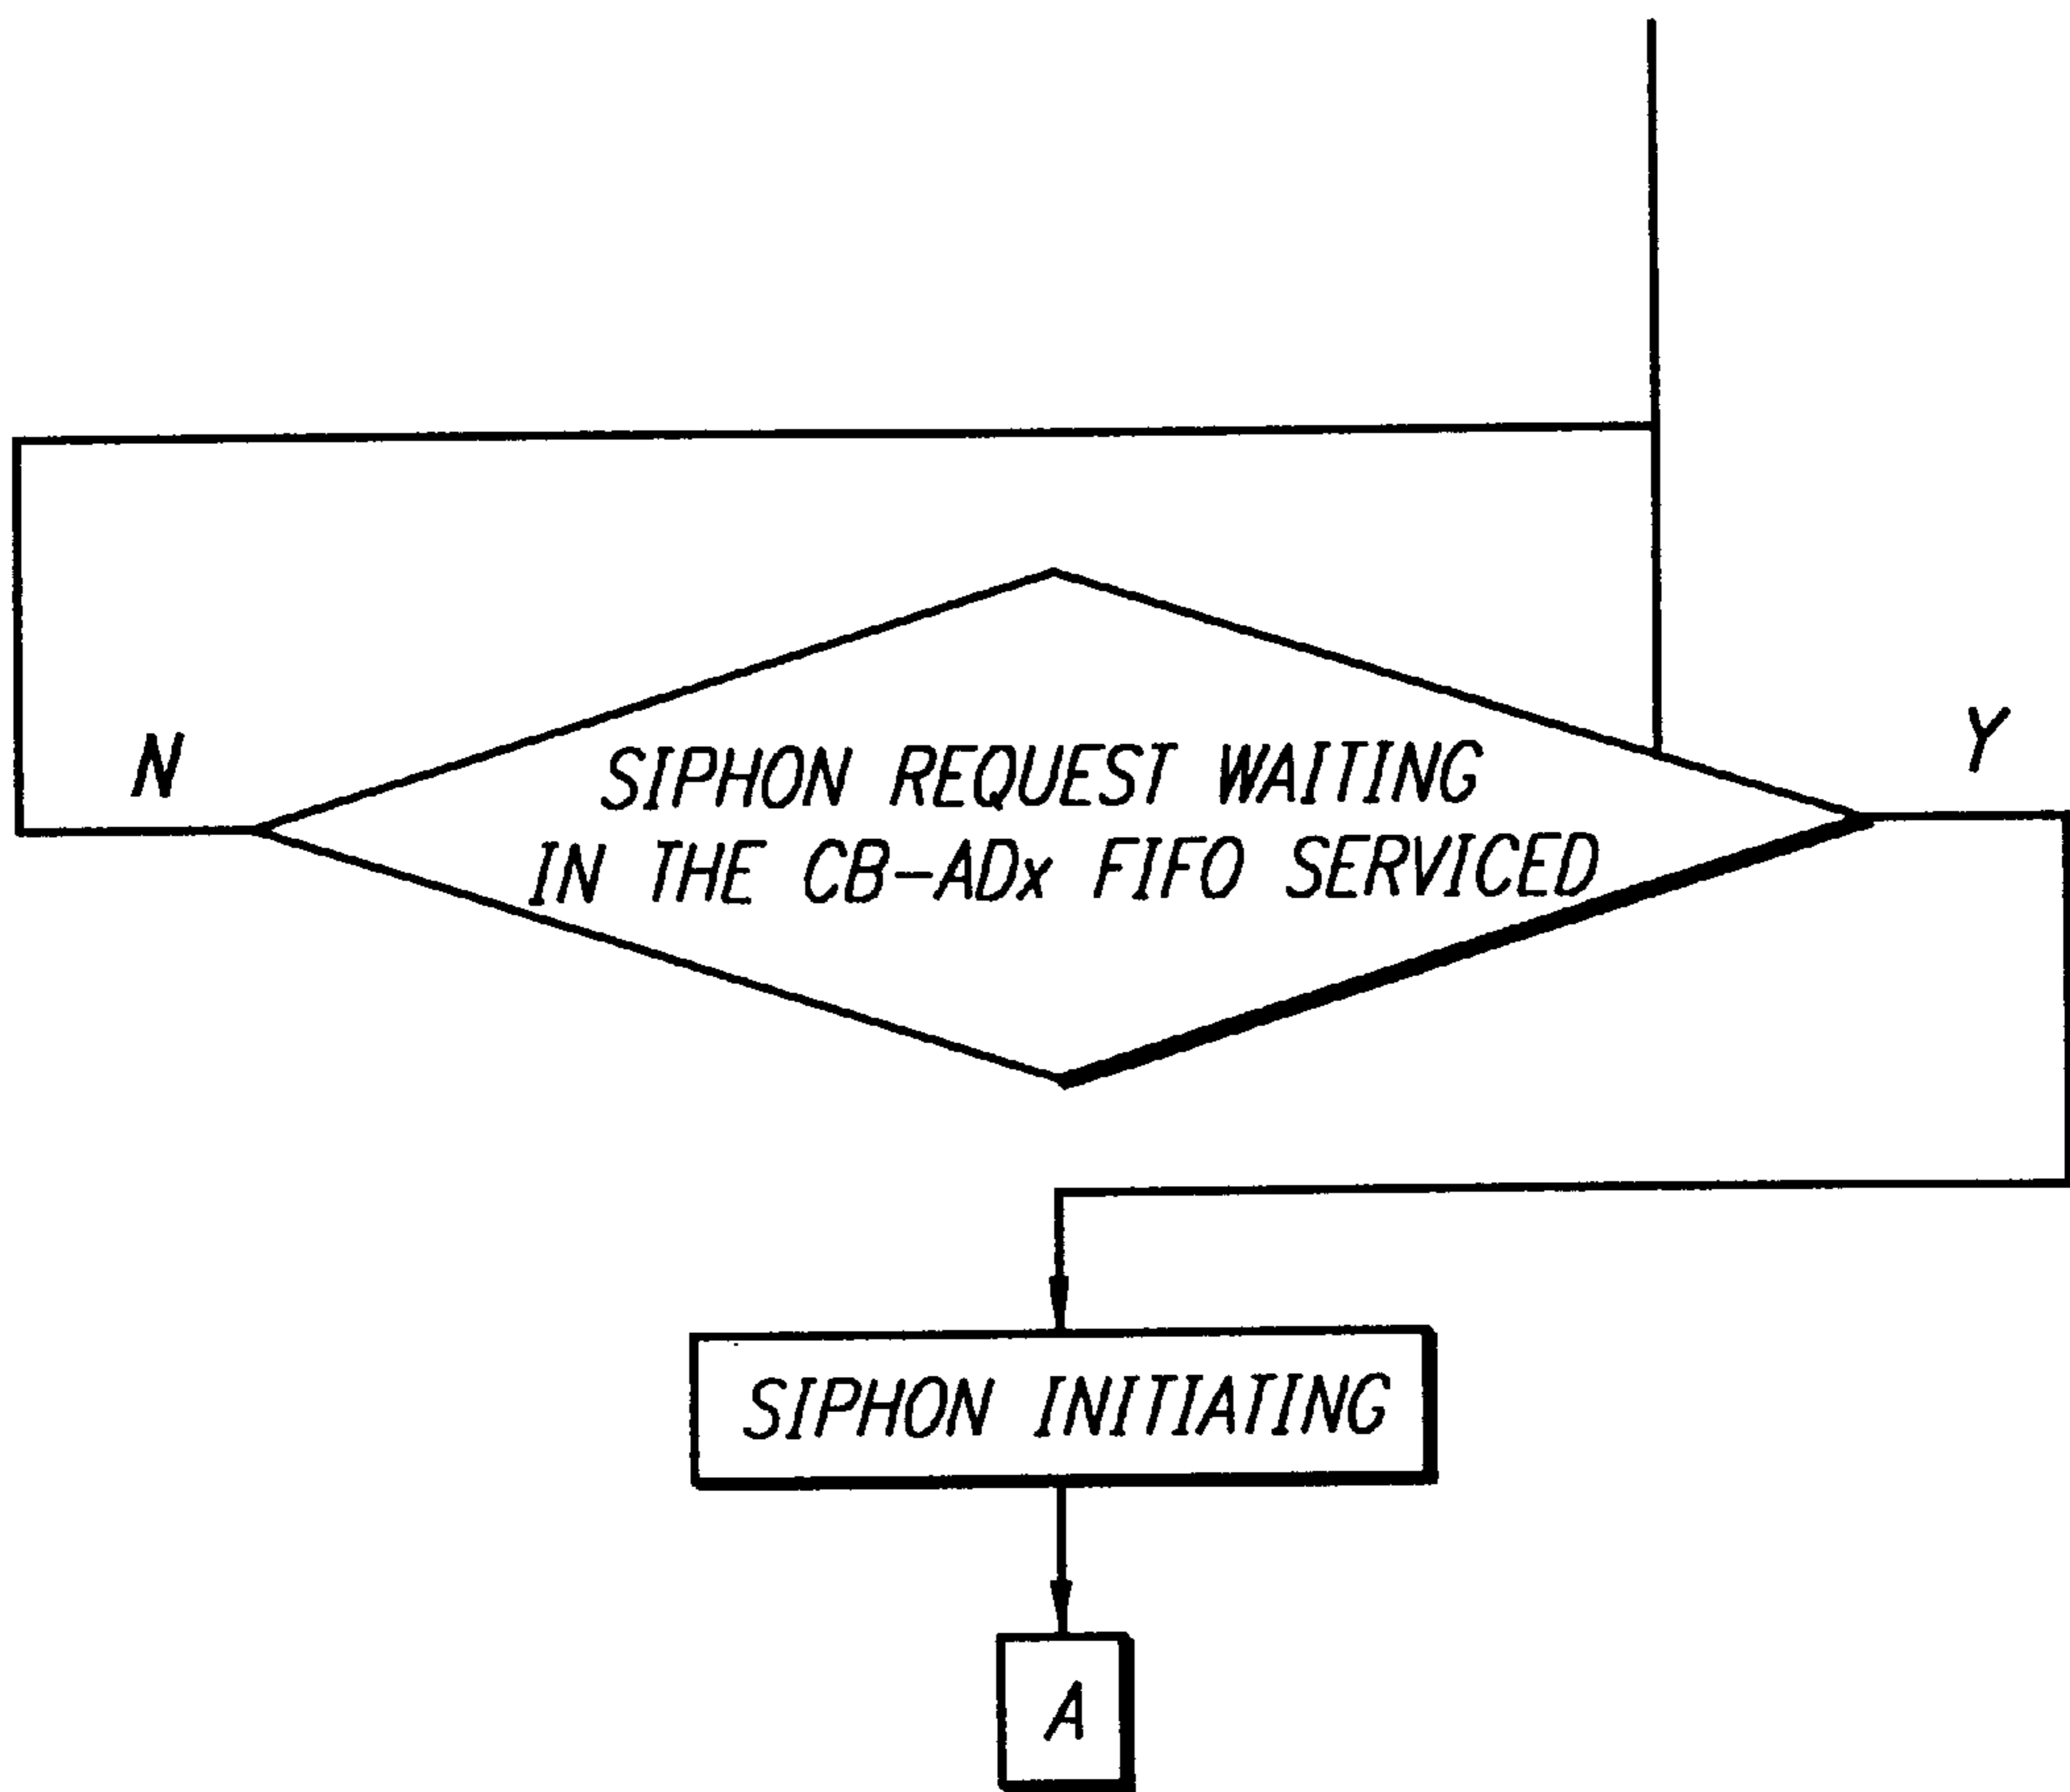 N
Y
SIPHON REQUEST WAITING
IN THE CB-ADx FIFO SERVICED
SIPHON INITIATING
A